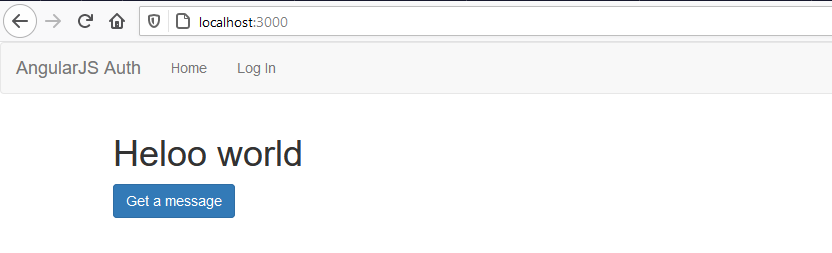 localhost:3000
AngularJS Auth Home Log In
Heloo world
Get a message